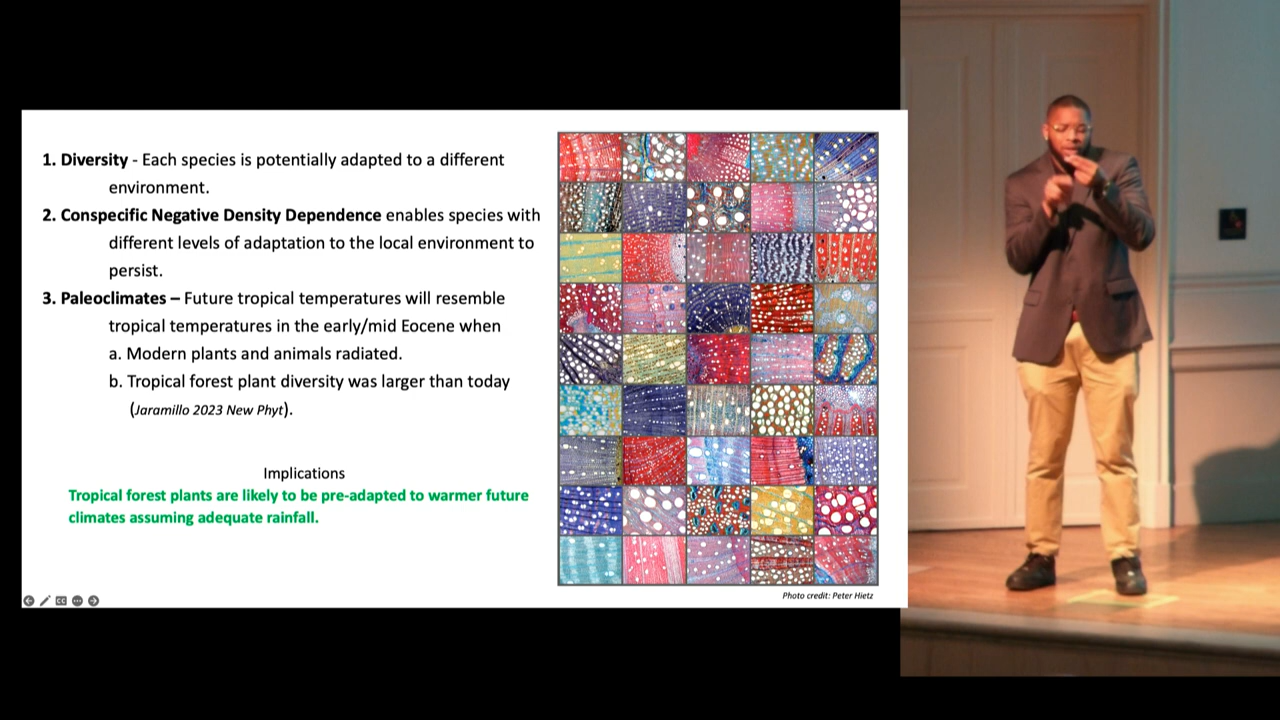 1. Diversity - Each species is potentially adapted to a different
environment.
2. Conspecific Negative Density Dependence enables species with
different levels of adaptation to the local environment to
persist.
3. Paleoclimates – Future tropical temperatures will resemble
tropical temperatures in the early/mid Eocene when
a. Modern plants and animals radiated.
b. Tropical forest plant diversity was larger than today
(Jaramillo 2023 New Phyt).
Implications
Tropical forest plants are likely to be pre-adapted to warmer future
climates assuming adequate rainfall.
Photo credit: Peter Hietz
CC